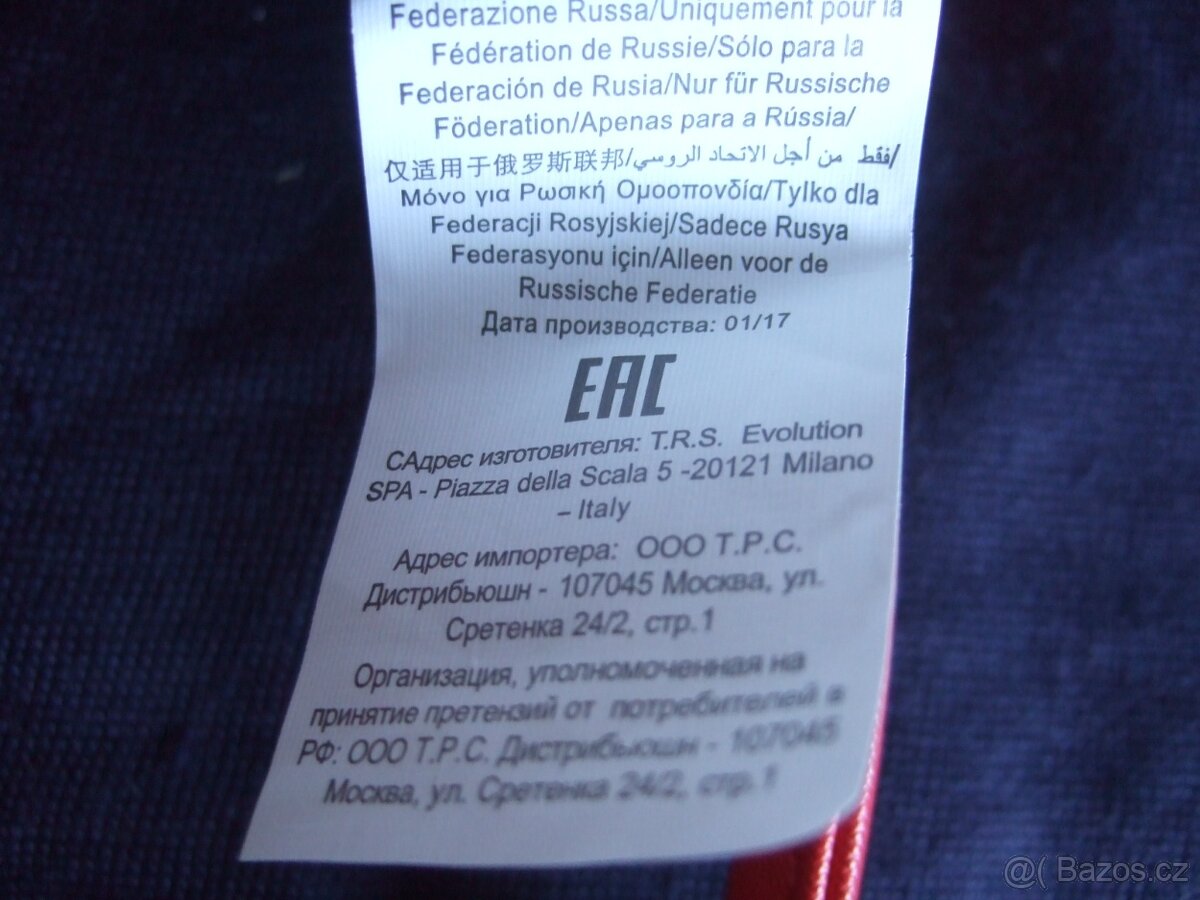 Federazione Russa/Uniquement pour la
Fédération de Russie/Sólo para la
Federación de Rusia/Nur für Russische
Föderation/Apenas para a Rússia/
仅适用于俄罗斯联邦/فقط من أجل الاتحاد الروسي/
Μόνο για Ρωσική Ομοσπονδία/Tylko dla
Federacji Rosyjskiej/Sadece Rusya
Federasyonu için/Alleen voor de
Russische Federatie
Дата производства: 01/17
EAC
САдрес изготовителя: T.R.S. Evolution
SPA - Piazza della Scala 5 -20121 Milano
– Italy
Адрес импортера: ООО Т.Р.С.
Дистрибьюшн - 107045 Москва, ул.
Сретенка 24/2, стр.1
Организация, уполномоченная на
принятие претензий от потребителей в
РФ: ООО Т.Р.С. Дистрибьюшн - 107045
Москва, ул. Сретенка 24/2, стр.1
@( Bazos.cz